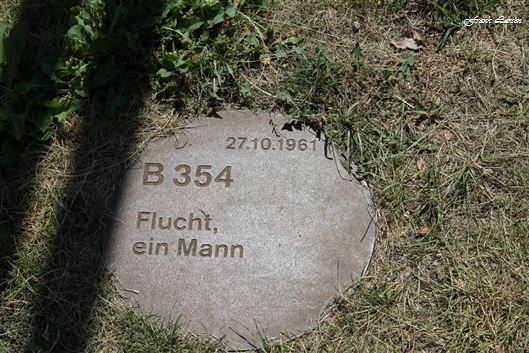 27.10.1961
B 354
Flucht,
ein Mann